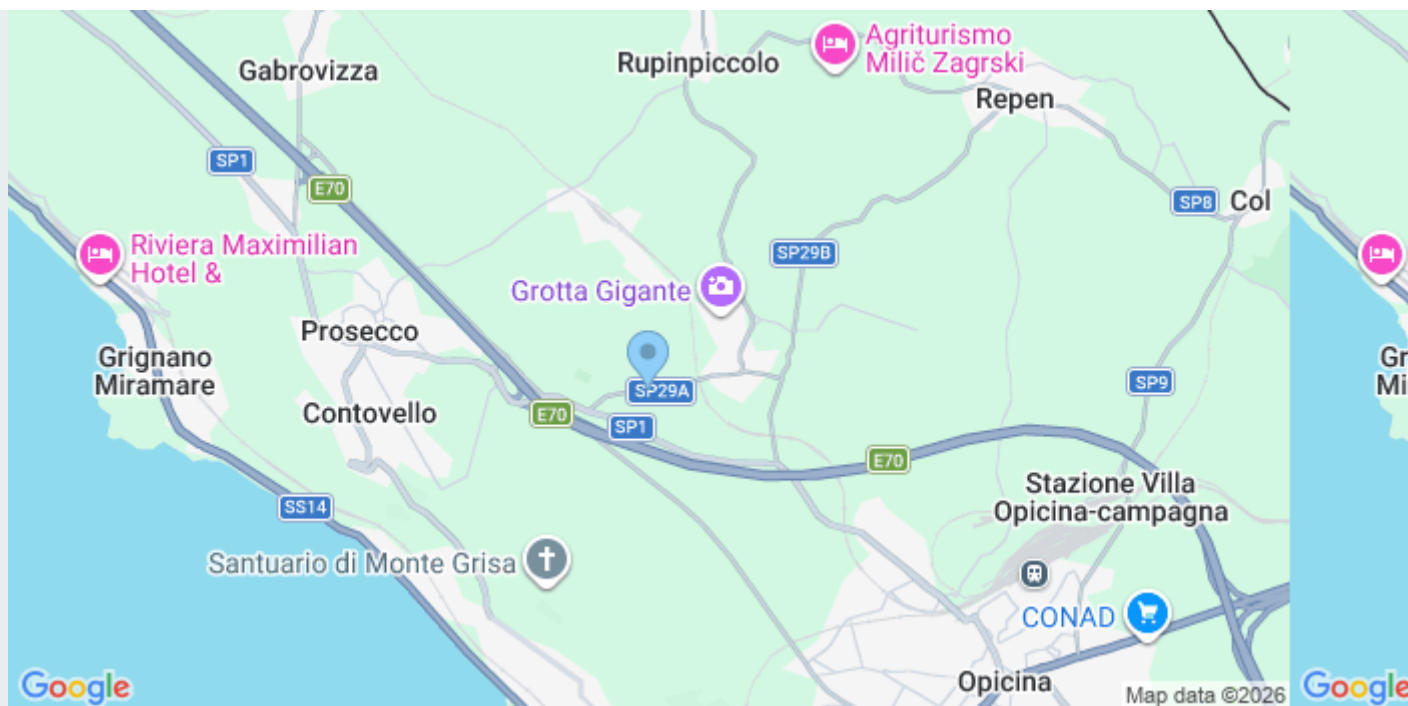 Agriturismo
Milič Zagrski
Rupinpiccolo
Gabrovizza
Repen
SP1
E70
SP8
Col
Riviera Maximilian
Hotel &
SP29B
Grotta Gigante
Prosecco
Grignano
Miramare
Gr
Mi
SP29A
SP9
Contovello
E70
SP1
E70
Stazione Villa
Opicina-campagna
SS14
Santuario di Monte Grisa
CONAD
Opicina
Google
Map data ©2026
Google